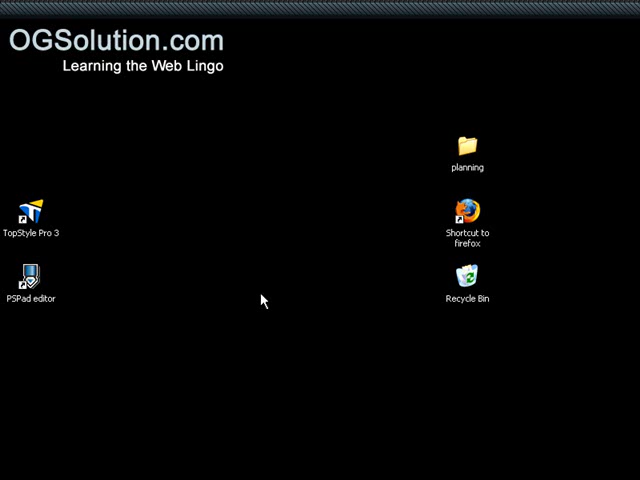 OGSolution.com
Learning the Web Lingo
planning
TopStyle Pro 3
Shortcut to
firefox
PSPad editor
Recycle Bin